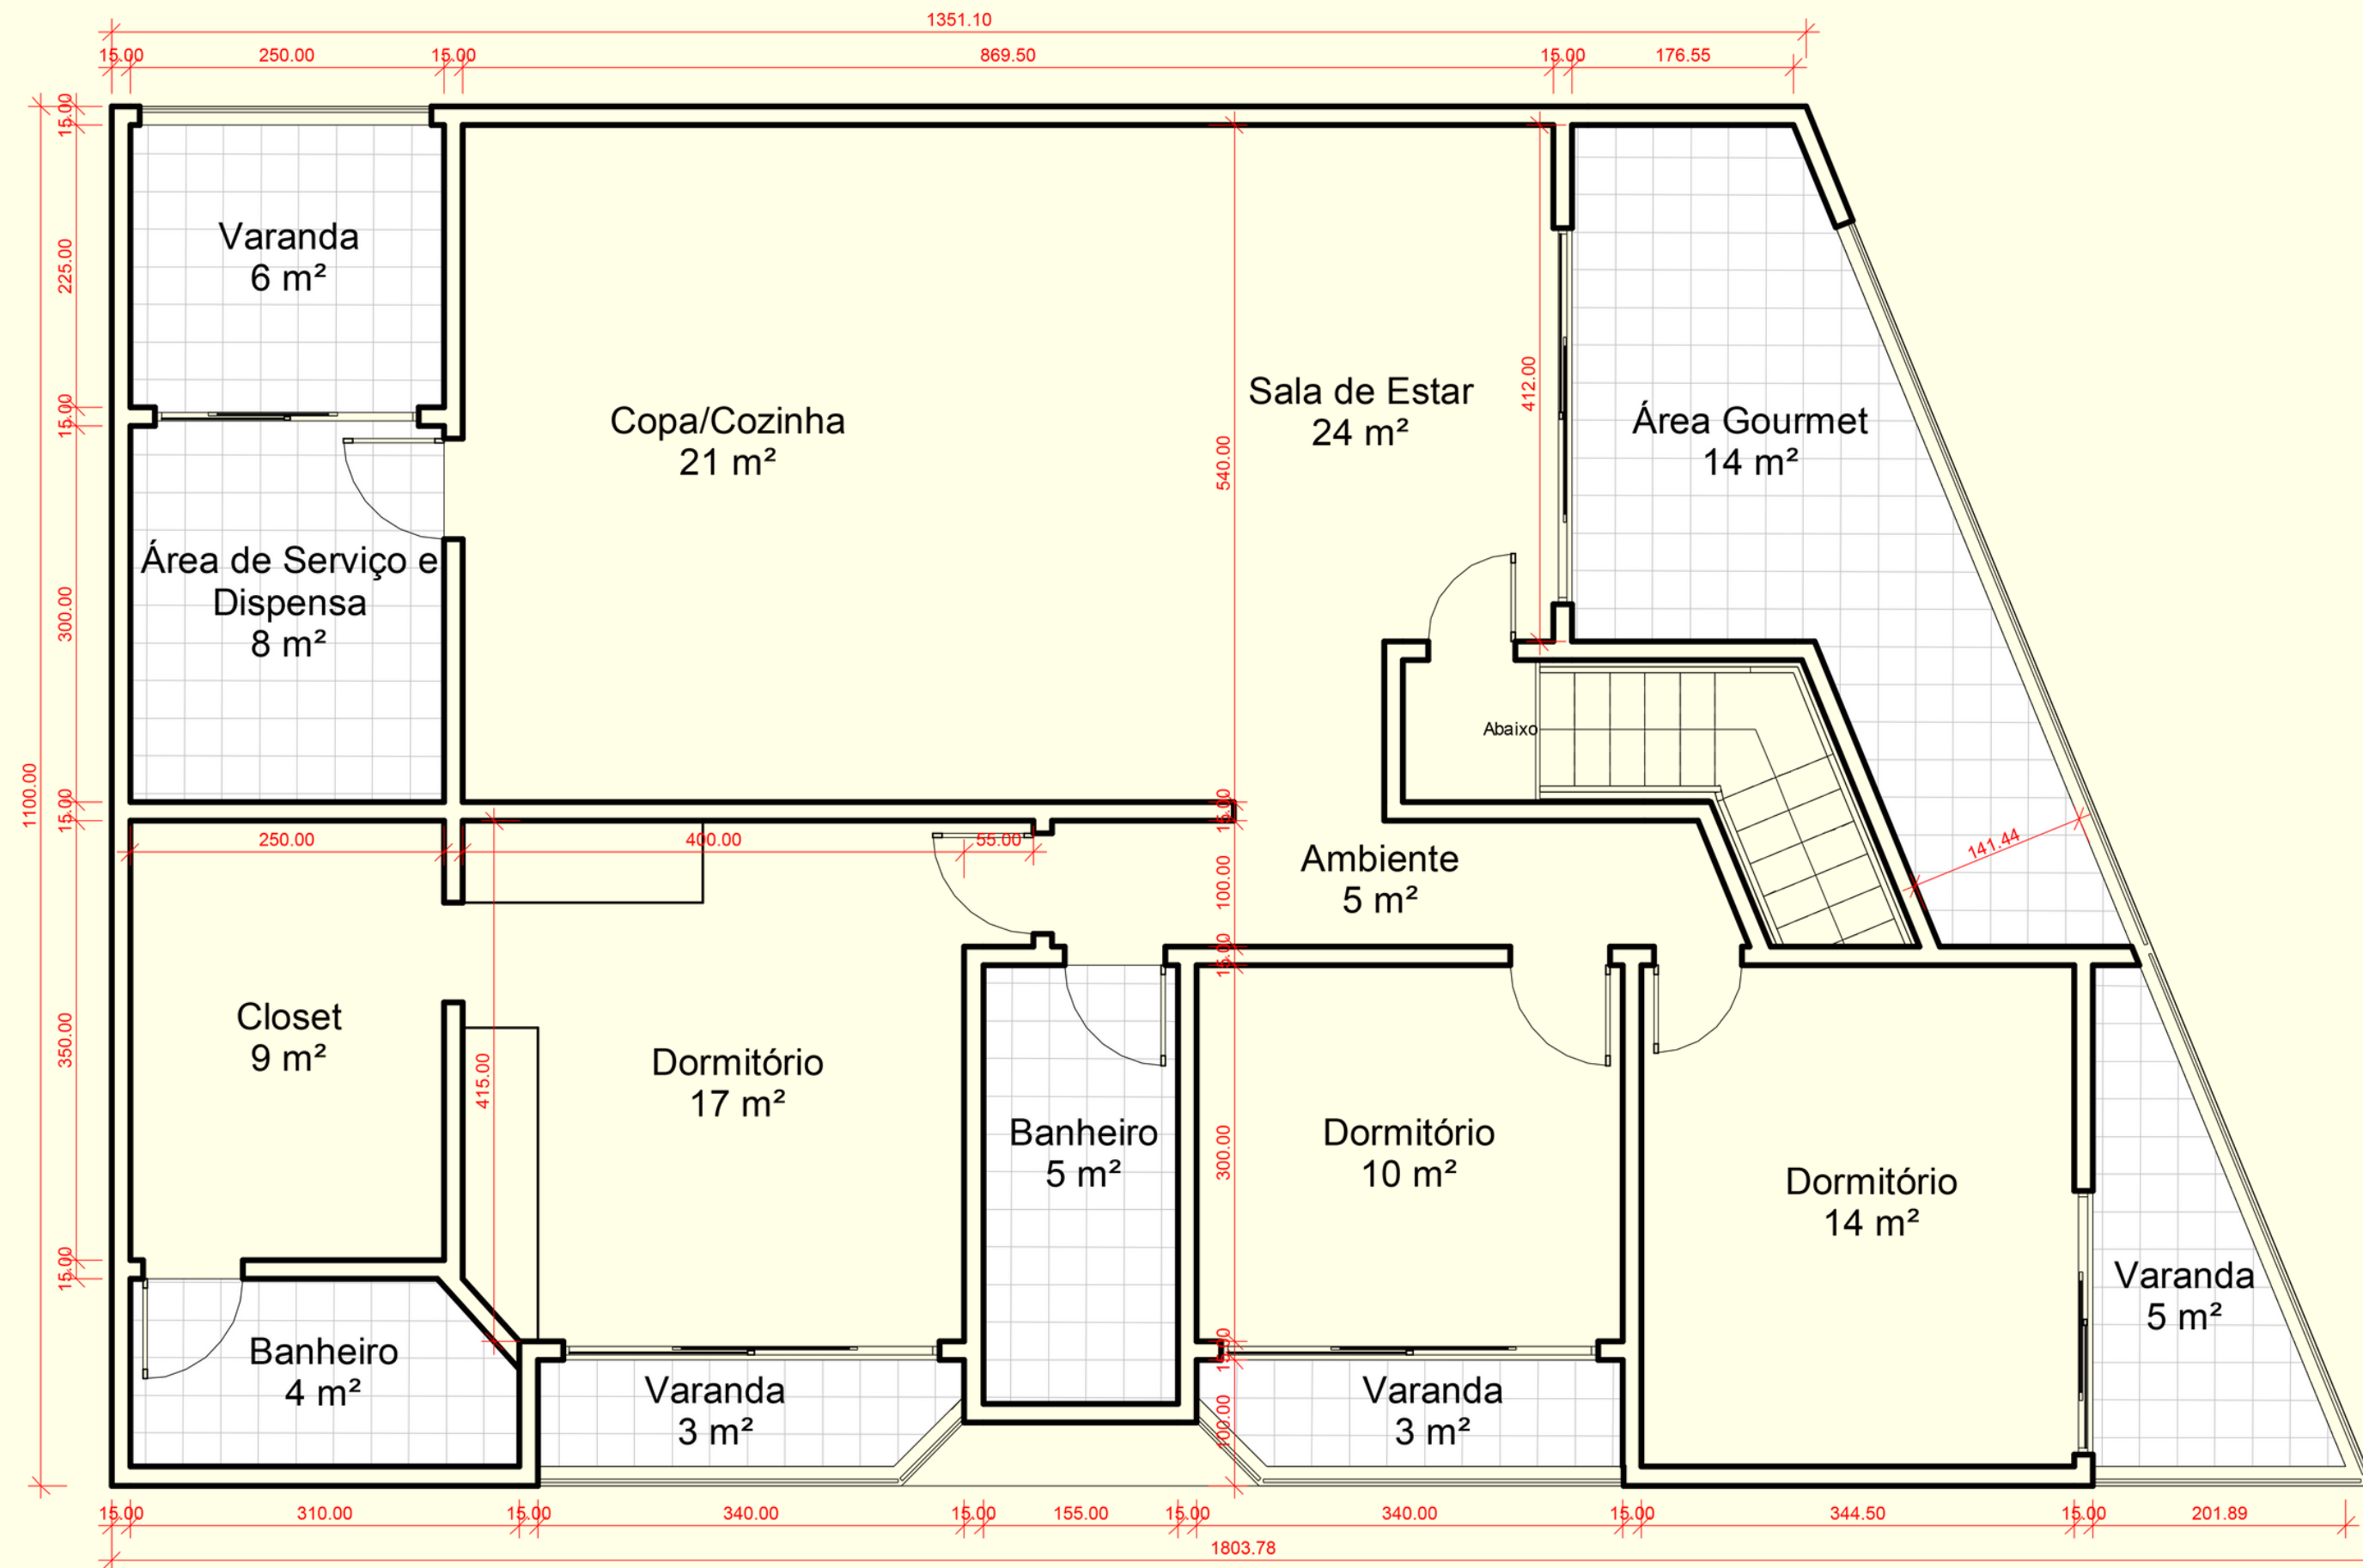 1351.10
15.00 250.00 15.00 869.50 15.00 176.55
15.00
225.00
15.00
300.00
15.00
350.00
15.00
1100.00
Varanda
6 m²
Área de Serviço e
Dispensa
8 m²
Copa/Cozinha
21 m²
Sala de Estar
24 m²
540.00
412.00
Área Gourmet
14 m²
Abaixo
250.00 400.00 55.00
15.00
100.00
15.00
141.44
Ambiente
5 m²
Closet
9 m²
415.00
Dormitório
17 m²
Banheiro
5 m²
300.00
Dormitório
10 m²
Dormitório
14 m²
Varanda
5 m²
Banheiro
4 m²
Varanda
3 m²
15.00
100.00
Varanda
3 m²
15.00 310.00 15.00 340.00 15.00 155.00 15.00 340.00 15.00 344.50 15.00 201.89
1803.78